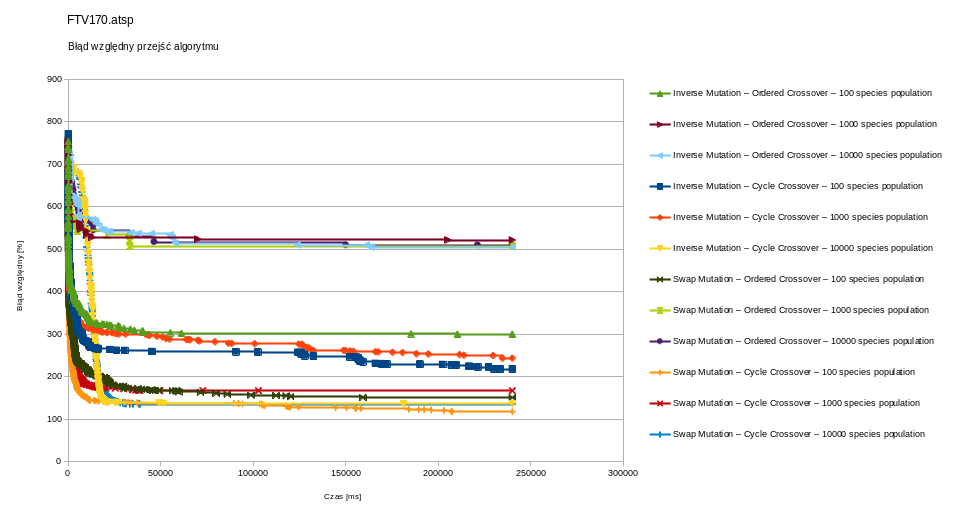 FTV170.atsp
Błąd względny przejść algorytmu
900
800
700
600
500
400
300
200
100
0
Błąd względny [%]
0 50000 100000 150000 200000 250000 300000
Czas [ms]
Inverse Mutation – Ordered Crossover – 100 species population
Inverse Mutation – Ordered Crossover – 1000 species population
Inverse Mutation – Ordered Crossover – 10000 species population
Inverse Mutation – Cycle Crossover – 100 species population
Inverse Mutation – Cycle Crossover – 1000 species population
Inverse Mutation – Cycle Crossover – 10000 species population
Swap Mutation – Ordered Crossover – 100 species population
Swap Mutation – Ordered Crossover – 1000 species population
Swap Mutation – Ordered Crossover – 10000 species population
Swap Mutation – Cycle Crossover – 100 species population
Swap Mutation – Cycle Crossover – 1000 species population
Swap Mutation – Cycle Crossover – 10000 species population